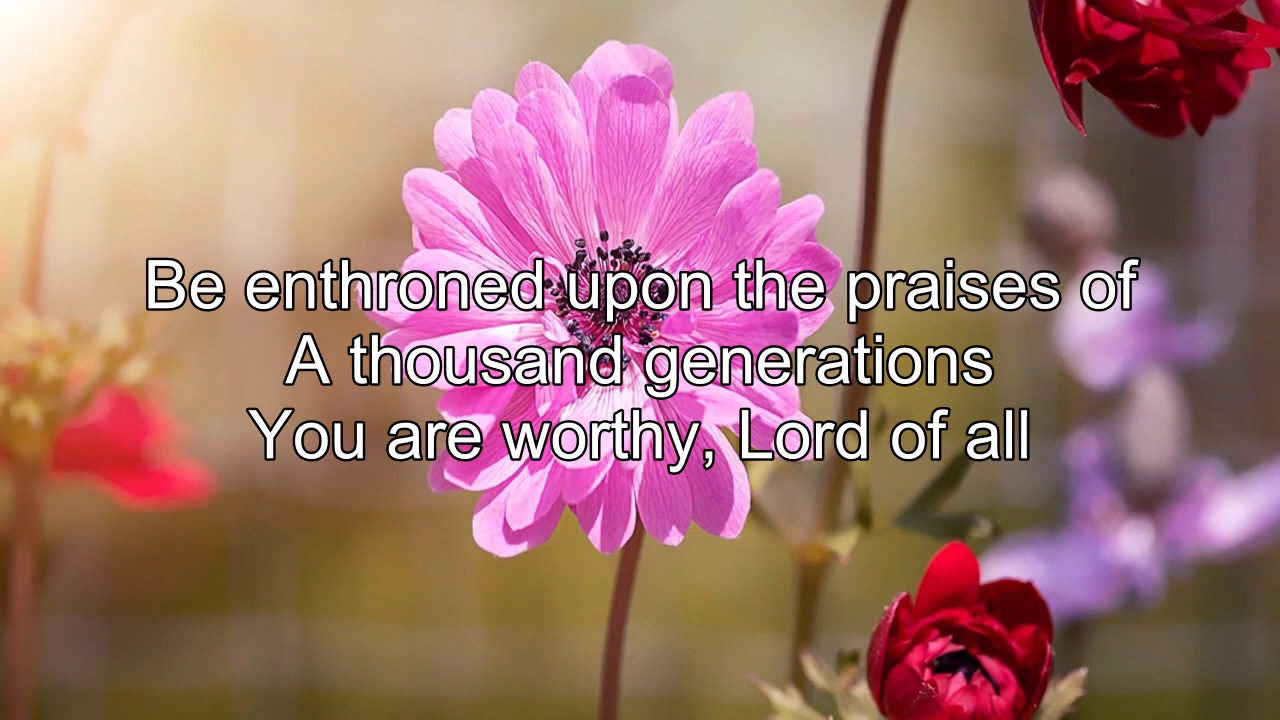 Be enthroned upon the praises of
A thousand generations
You are worthy, Lord of all